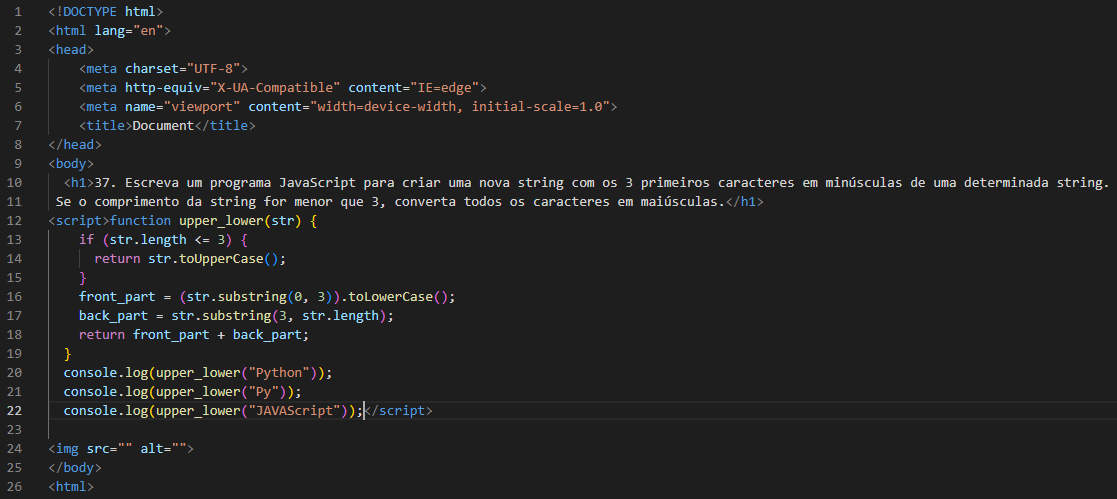 1 <!DOCTYPE html>
2 <html lang="en">
3 <head>
4     <meta charset="UTF-8">
5     <meta http-equiv="X-UA-Compatible" content="IE=edge">
6     <meta name="viewport" content="width=device-width, initial-scale=1.0">
7     <title>Document</title>
8 </head>
9 <body>
10   <h1>37. Escreva um programa JavaScript para criar uma nova string com os 3 primeiros caracteres em minúsculas de uma determinada string.
11  Se o comprimento da string for menor que 3, converta todos os caracteres em maiúsculas.</h1>
12 <script>function upper_lower(str) {
13     if (str.length <= 3) {
14       return str.toUpperCase();
15     }
16     front_part = (str.substring(0, 3)).toLowerCase();
17     back_part = str.substring(3, str.length);
18     return front_part + back_part;
19   }
20   console.log(upper_lower("Python"));
21   console.log(upper_lower("Py"));
22   console.log(upper_lower("JAVAScript"));</script>
23
24 <img src="" alt="">
25 </body>
26 <html>